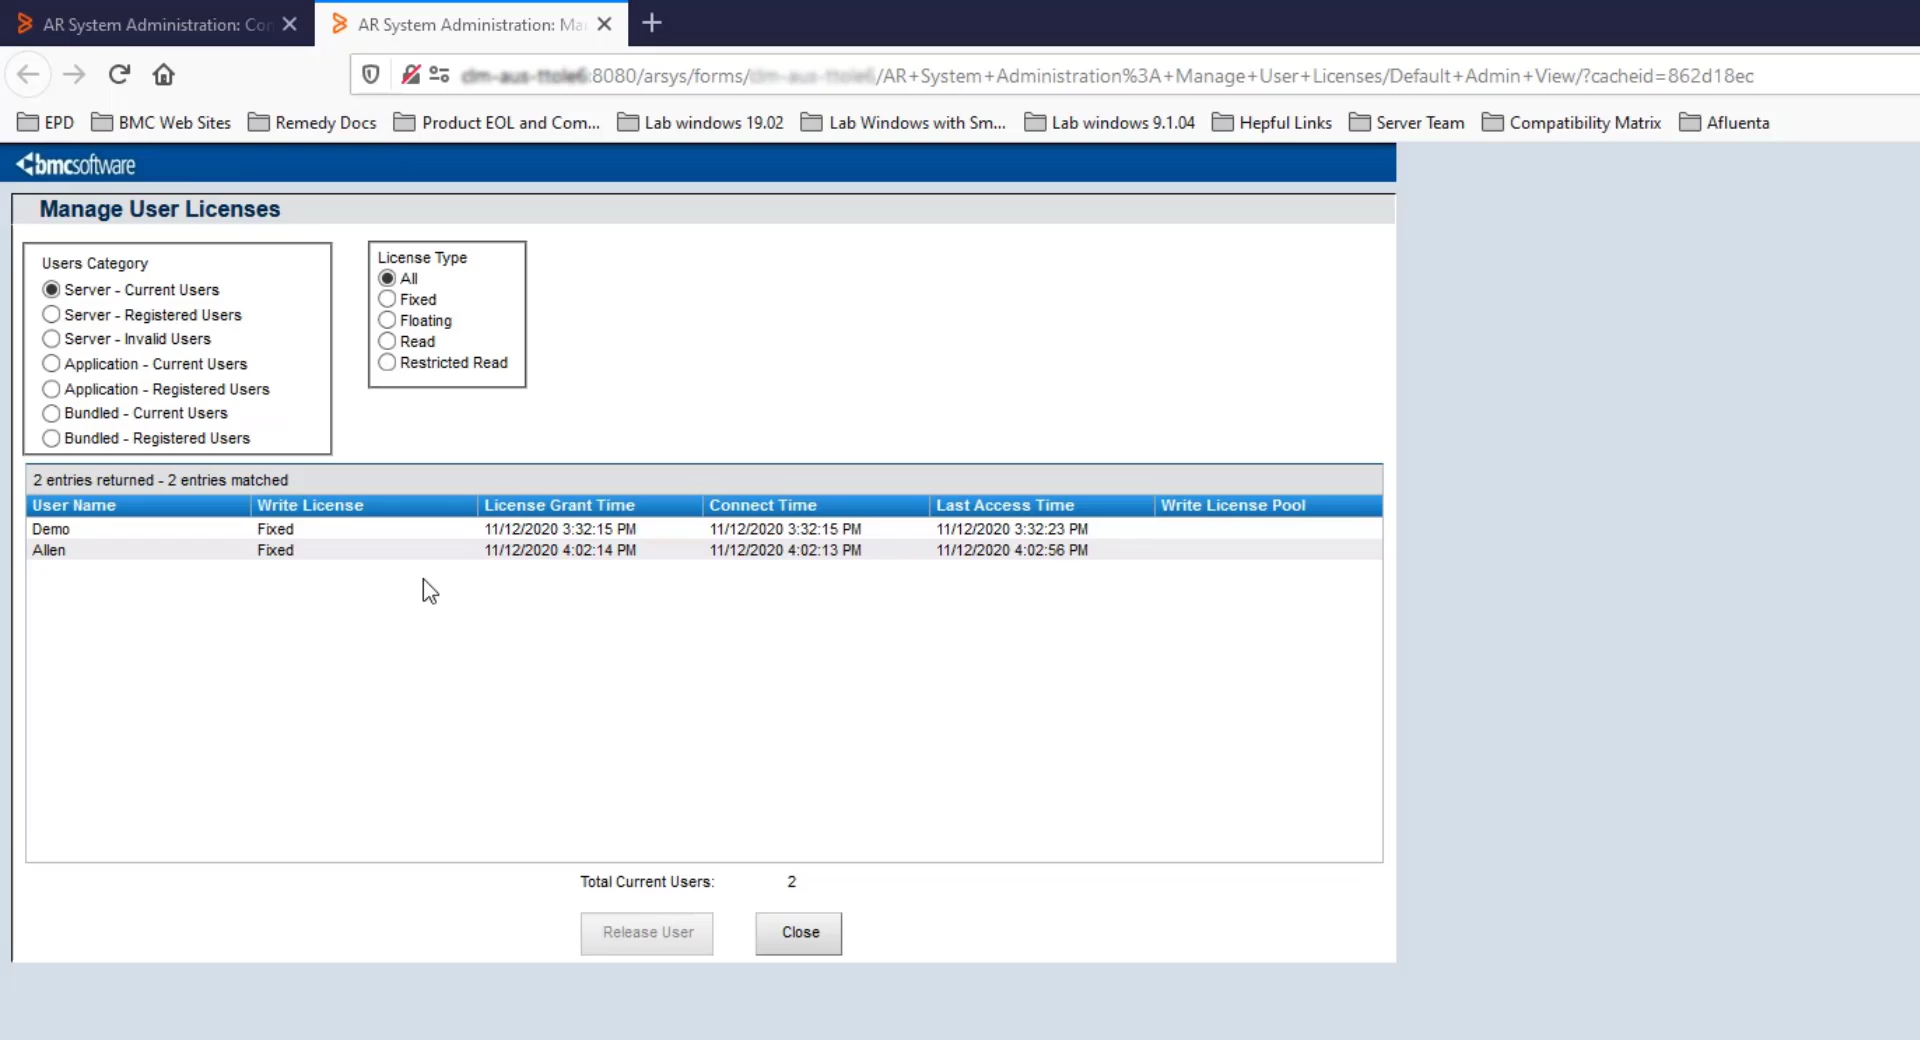 AR System Administration: Con
AR System Administration: Ma
:8080/arsys/forms/ /AR+System+Administration%3A+Manage+User+Licenses/Default+Admin+View/?cacheid=862d18ec
EPD
BMC Web Sites
Remedy Docs
Product EOL and Com...
Lab windows 19.02
Lab Windows with Sm...
Lab windows 9.1.04
Hepful Links
Server Team
Compatibility Matrix
Afluenta
bmcsoftware
Manage User Licenses
Users Category
Server - Current Users
Server - Registered Users
Server - Invalid Users
Application - Current Users
Application - Registered Users
Bundled - Current Users
Bundled - Registered Users
License Type
All
Fixed
Floating
Read
Restricted Read
2 entries returned - 2 entries matched
User Name Write License License Grant Time Connect Time Last Access Time Write License Pool
Demo Fixed 11/12/2020 3:32:15 PM 11/12/2020 3:32:15 PM 11/12/2020 3:32:23 PM
Allen Fixed 11/12/2020 4:02:14 PM 11/12/2020 4:02:13 PM 11/12/2020 4:02:56 PM
Total Current Users: 2
Release User
Close